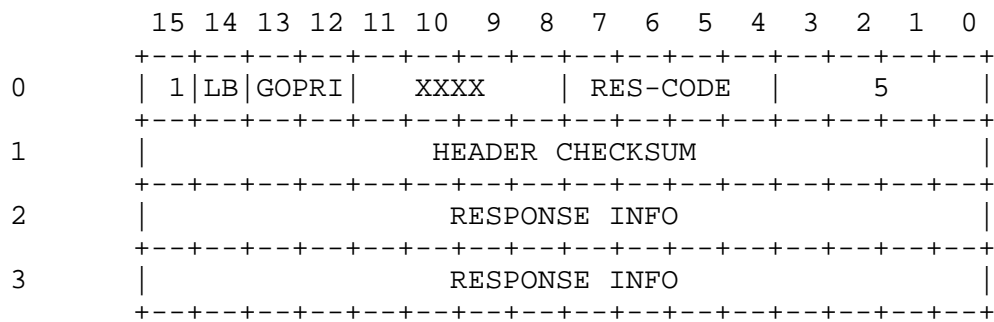 15 14 13 12 11 10 9 8 7 6 5 4 3 2 1 0
+--+--+--+--+--+--+--+--+--+--+--+--+--+--+--+--+
0 | 1|LB|GOPRI| XXXX | RES-CODE | 5 |
+--+--+--+--+--+--+--+--+--+--+--+--+--+--+--+--+
1 | HEADER CHECKSUM |
+--+--+--+--+--+--+--+--+--+--+--+--+--+--+--+--+
2 | RESPONSE INFO |
+--+--+--+--+--+--+--+--+--+--+--+--+--+--+--+--+
3 | RESPONSE INFO |
+--+--+--+--+--+--+--+--+--+--+--+--+--+--+--+--+